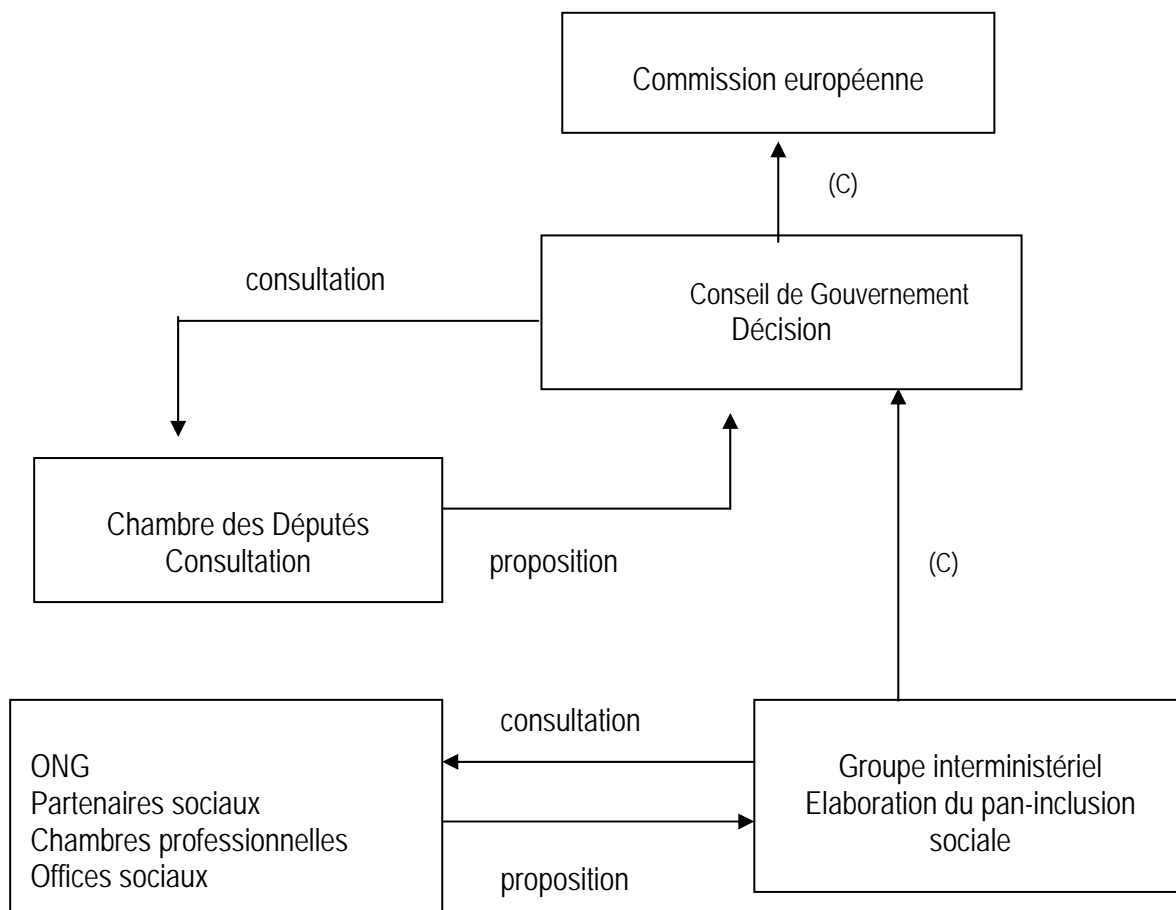 Commission européenne
(C)
consultation
Conseil de Gouvernement
Décision
Chambre des Députés
Consultation
proposition
(C)
consultation
ONG
Partenaires sociaux
Chambres professionnelles
Offices sociaux
Groupe interministériel
Elaboration du pan-inclusion
sociale
proposition